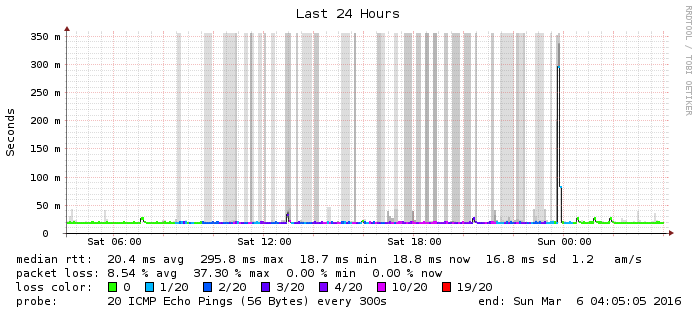 Last 24 Hours
RRDTOOL / TOBI OETIKER
Seconds
350 m
300 m
250 m
200 m
150 m
100 m
50 m
0
Sat 06:00 Sat 12:00 Sat 18:00 Sun 00:00
median rtt: 20.4 ms avg 295.8 ms max 18.7 ms min 18.8 ms now 16.8 ms sd 1.2 am/s
packet loss: 8.54 % avg 37.30 % max 0.00 % min 0.00 % now
loss color: 0 1/20 2/20 3/20 4/20 10/20 19/20
probe: 20 ICMP Echo Pings (56 Bytes) every 300s end: Sun Mar 6 04:05:05 2016